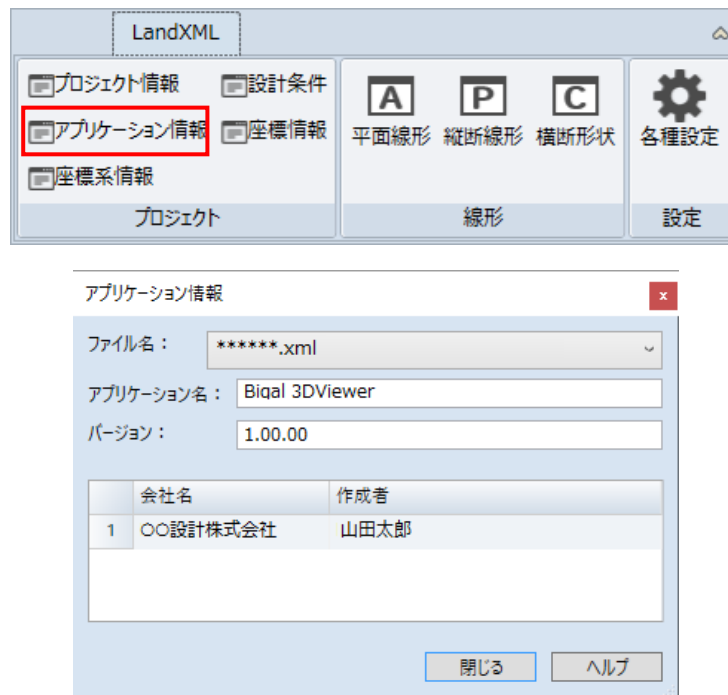 LandXML
プロジェクト情報 設計条件
アプリケーション情報 座標情報
座標系情報
プロジェクト
A P C
平面線形 縦断線形 横断形状
線形
各種設定
設定
アプリケーション情報
x
ファイル名：
******.xml
アプリケーション名：
Bigal 3DViewer
バージョン：
1.00.00
会社名 作成者
1 〇〇設計株式会社 山田太郎
閉じる ヘルプ